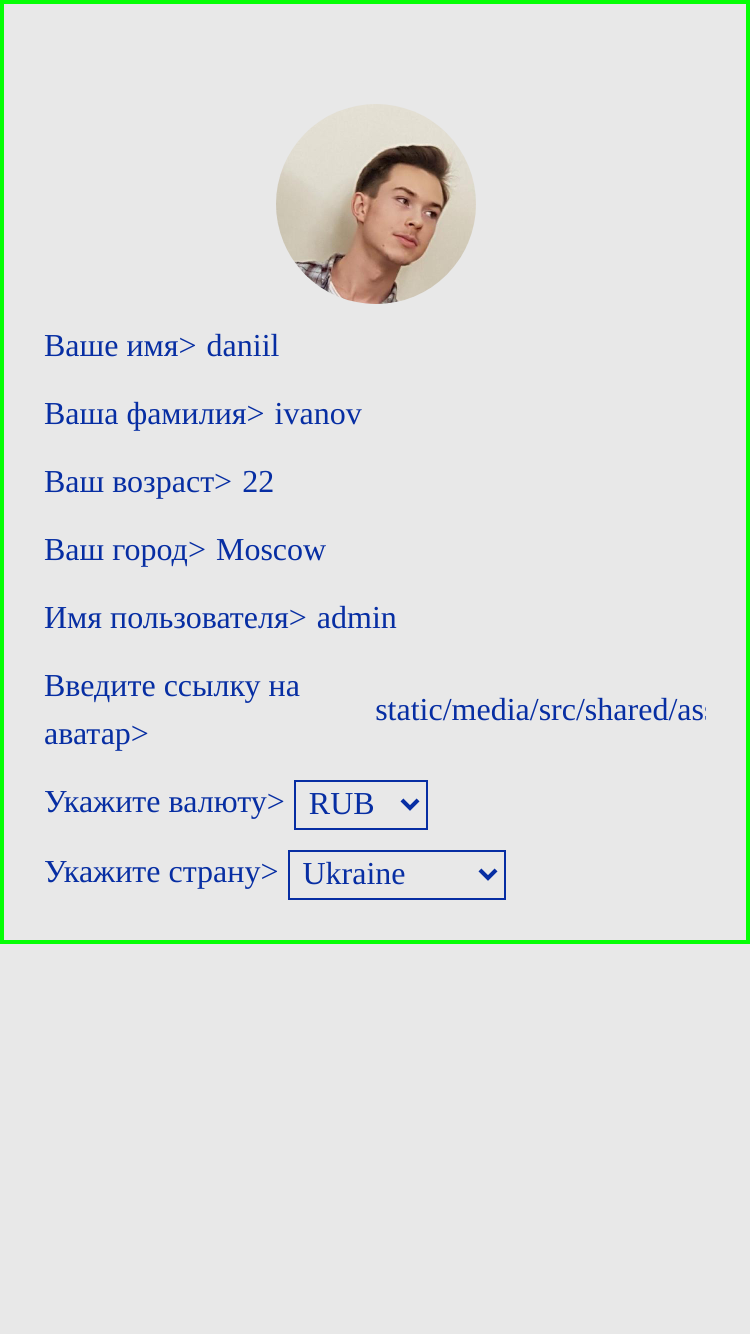 Ваше имя> daniil
Ваша фамилия> ivanov
Ваш возраст> 22
Ваш город> Moscow
Имя пользователя> admin
Введите ссылку на
аватар>
static/media/src/shared/as
Укажите валюту> RUB
Укажите страну> Ukraine